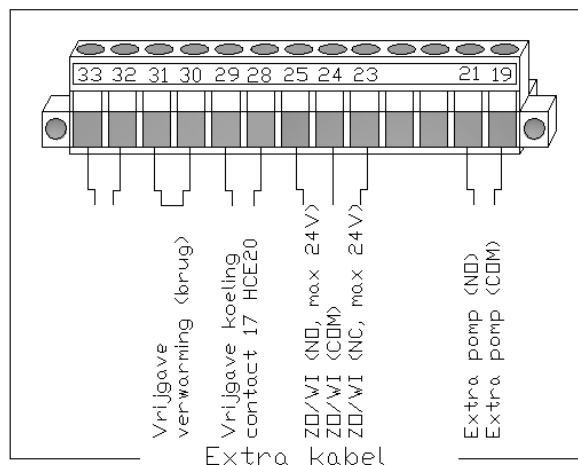 33 32 31 30 29 28 25 24 23 21 19
Vrijgave
verwarming (brug)
Vrijgave koeling
contact 17 HCE20
ZO/WI (NO, max 24V)
ZO/WI (COM)
ZO/WI (NC, max 24V)
Extra pomp (NO)
Extra pomp (COM)
Extra kabel